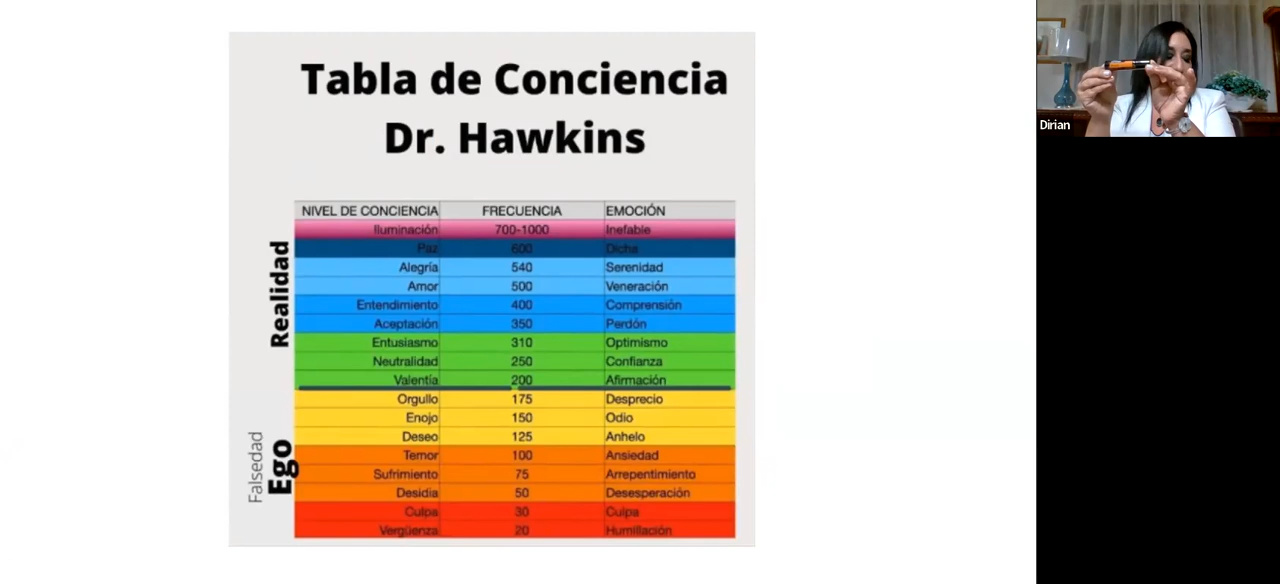 Tabla de Conciencia
Dr. Hawkins
NIVEL DE CONCIENCIA FRECUENCIA EMOCIÓN
Iluminación 700-1000 Inefable
Paz 600 Dicha
Alegría 540 Serenidad
Amor 500 Veneración
Entendimiento 400 Comprensión
Aceptación 350 Perdón
Entusiasmo 310 Optimismo
Neutralidad 250 Confianza
Valentía 200 Afirmación
Orgullo 175 Desprecio
Enojo 150 Odio
Deseo 125 Anhelo
Temor 100 Ansiedad
Sufrimiento 75 Arrepentimiento
Desidia 50 Desesperación
Culpa 30 Culpa
Vergüenza 20 Humillación
Realidad
Falsedad
Ego
Dirian